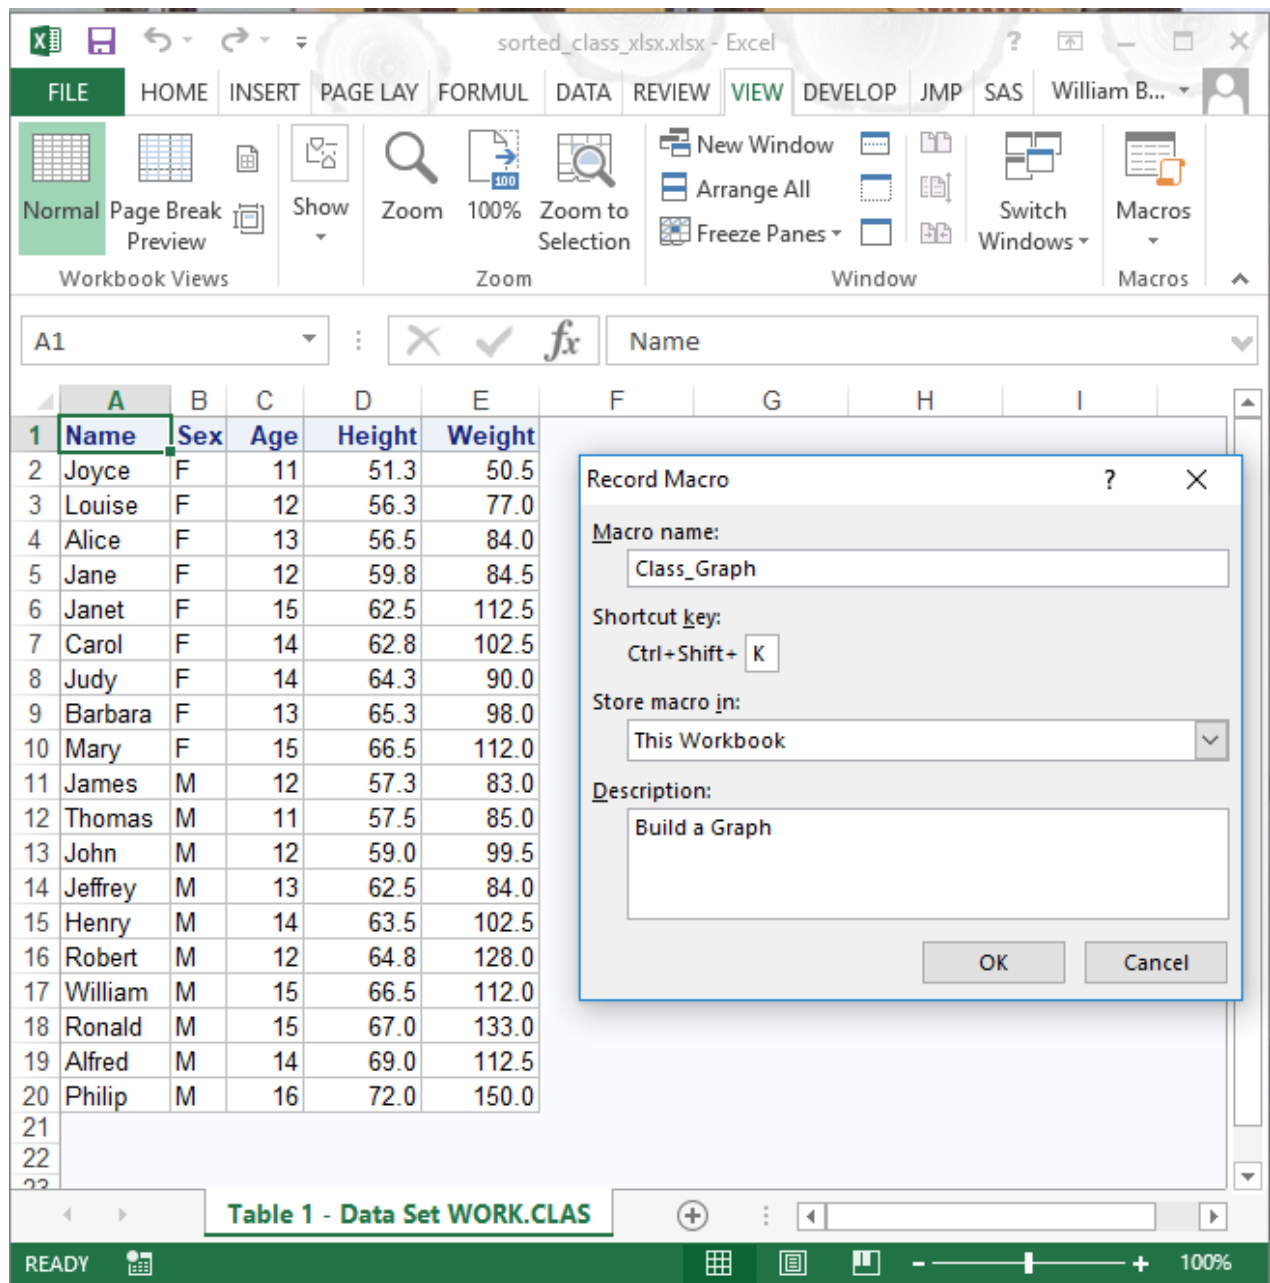 sorted_class_xlsx.xlsx - Excel ?
FILE HOME INSERT PAGE LAY FORMUL DATA REVIEW VIEW DEVELOP JMP SAS William B...
Normal Page Break Preview Show Zoom 100 100% Zoom to Selection New Window Arrange All Freeze Panes Switch Windows Macros
Workbook Views Zoom Window Macros
A1 fx Name
A B C D E F G H I
1 Name Sex Age Height Weight
2 Joyce F 11 51.3 50.5
3 Louise F 12 56.3 77.0
4 Alice F 13 56.5 84.0
5 Jane F 12 59.8 84.5
6 Janet F 15 62.5 112.5
7 Carol F 14 62.8 102.5
8 Judy F 14 64.3 90.0
9 Barbara F 13 65.3 98.0
10 Mary F 15 66.5 112.0
11 James M 12 57.3 83.0
12 Thomas M 11 57.5 85.0
13 John M 12 59.0 99.5
14 Jeffrey M 13 62.5 84.0
15 Henry M 14 63.5 102.5
16 Robert M 12 64.8 128.0
17 William M 15 66.5 112.0
18 Ronald M 15 67.0 133.0
19 Alfred M 14 69.0 112.5
20 Philip M 16 72.0 150.0
21
22
23
Record Macro ?
Macro name:
Class_Graph
Shortcut key:
Ctrl+Shift+ K
Store macro in:
This Workbook
Description:
Build a Graph
OK Cancel
Table 1 - Data Set WORK.CLAS
READY 100%